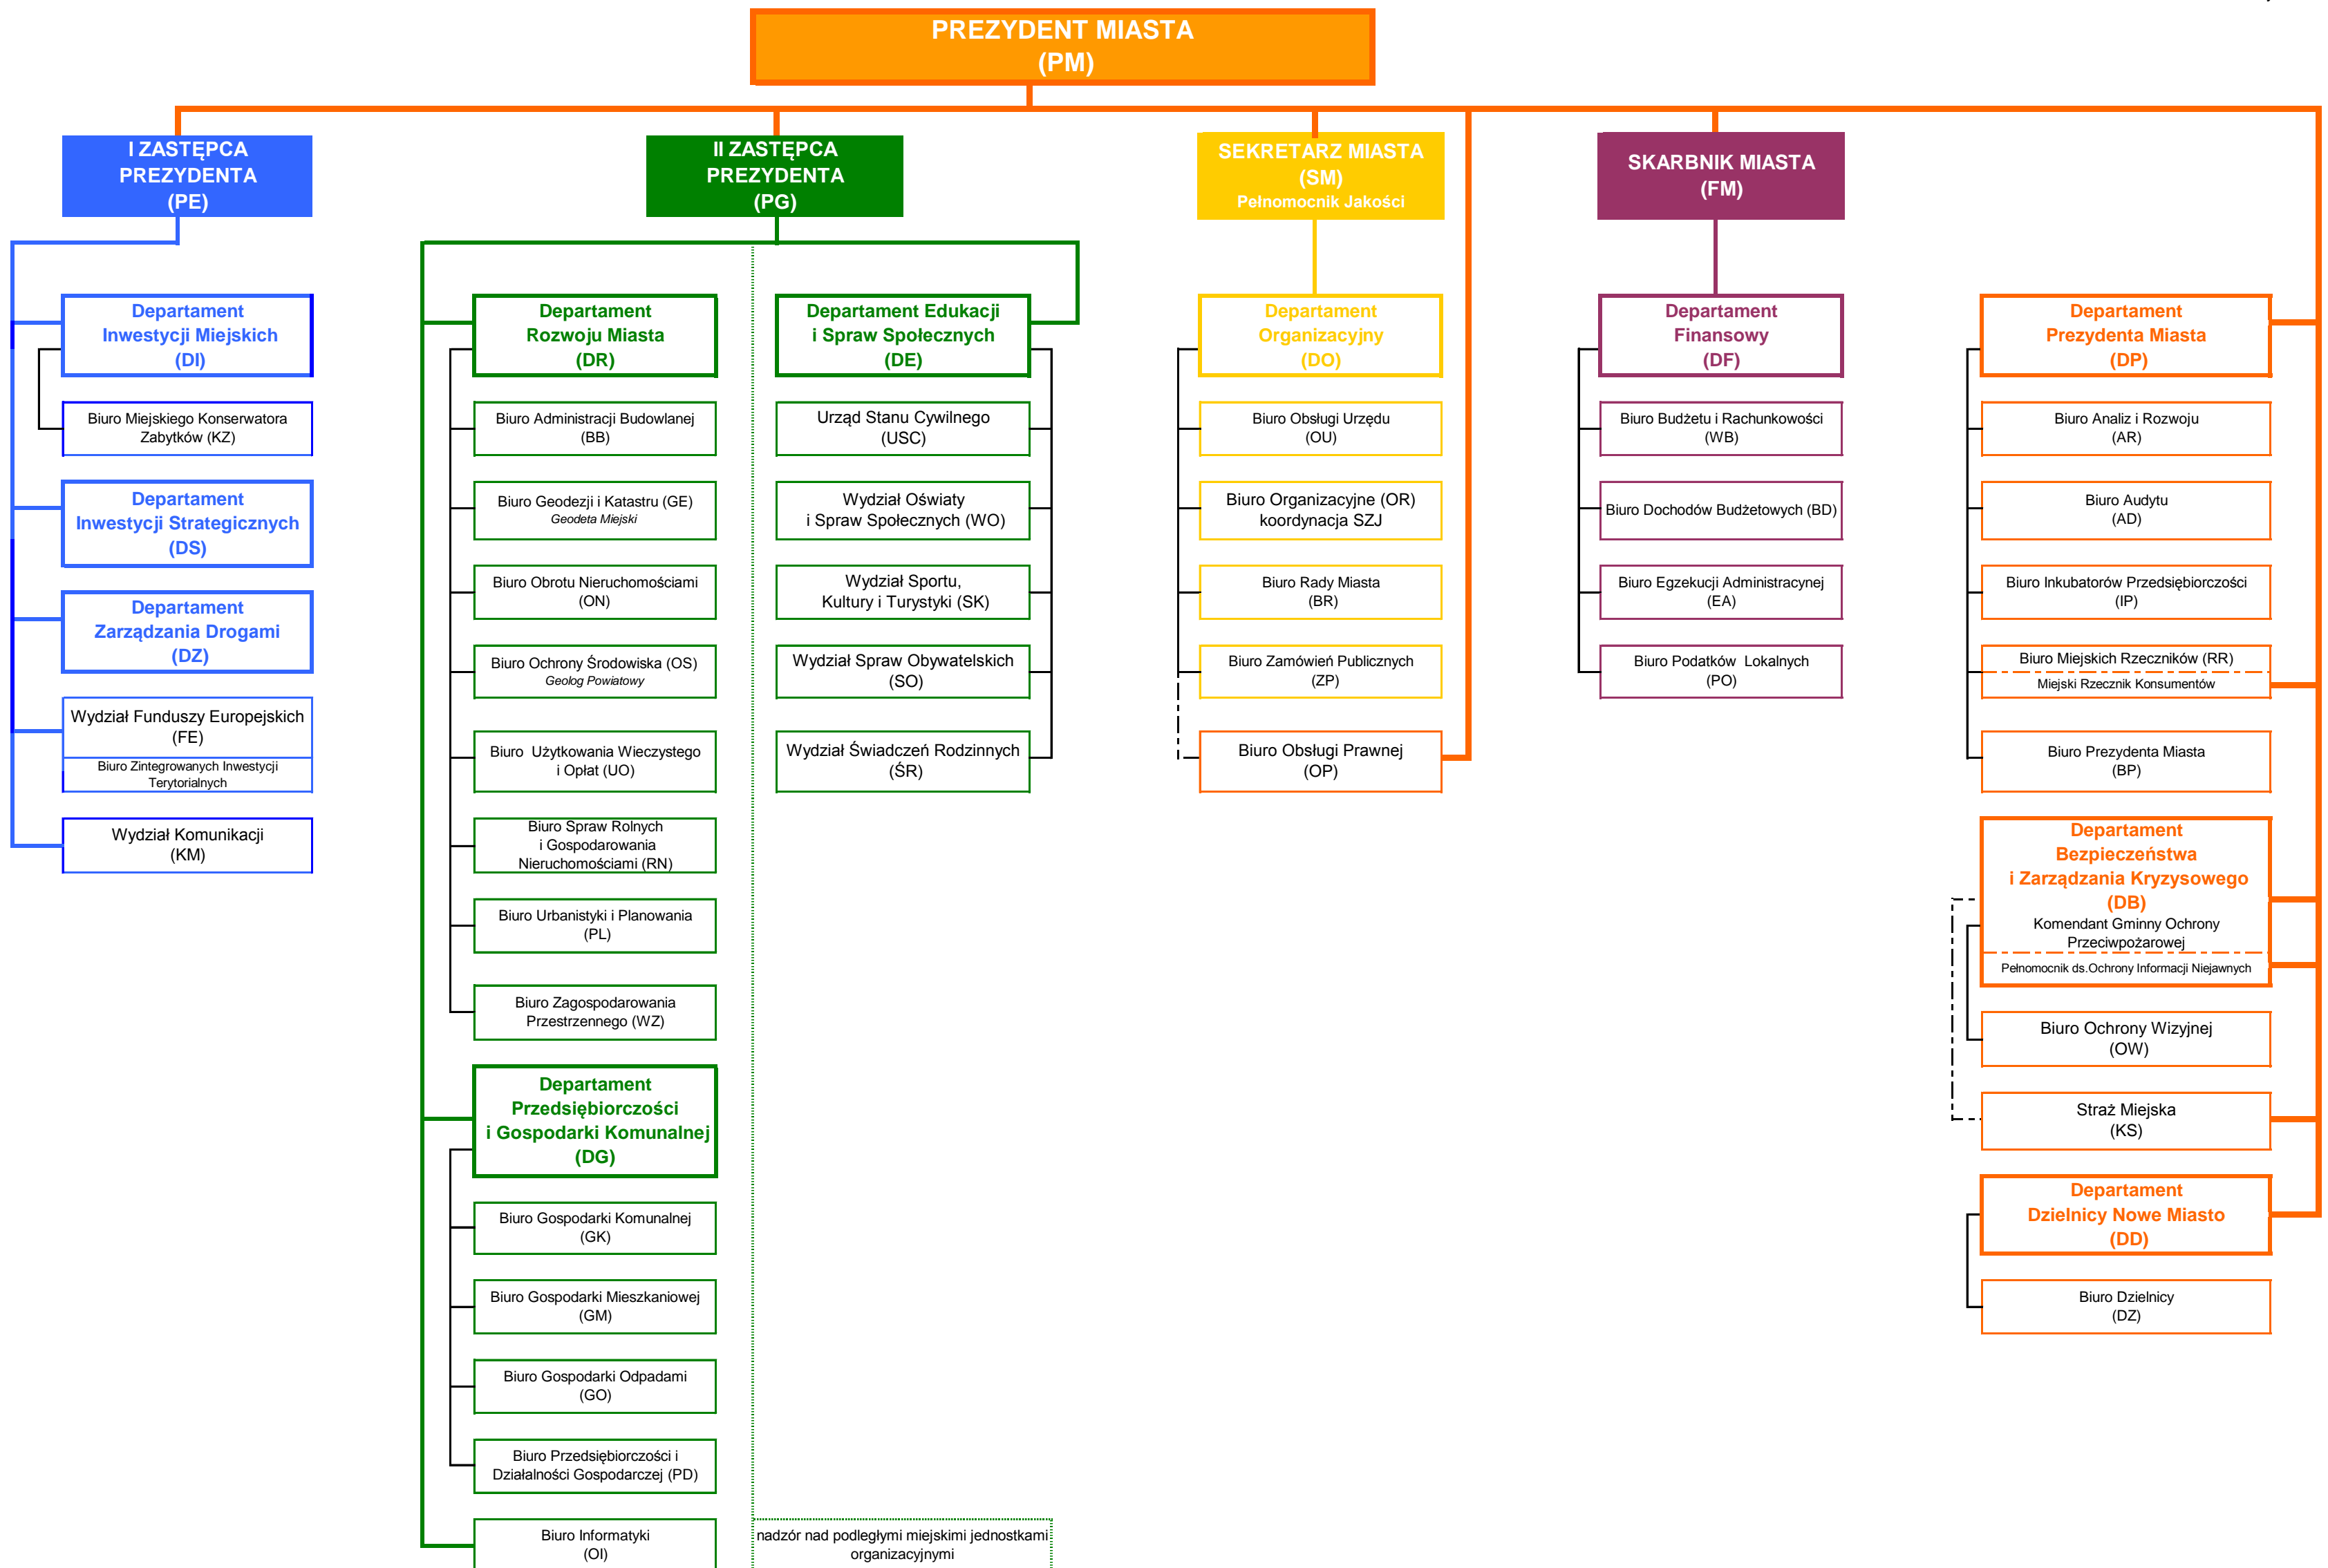 PREZYDENT MIASTA
(PM)
I ZASTĘPCA
PREZYDENTA
(PE)
II ZASTĘPCA
PREZYDENTA
(PG)
SEKRETARZ MIASTA
(SM)
Pełnomocnik Jakości
SKARBNIK MIASTA
(FM)
Departament
Inwestycji Miejskich
(DI)
Biuro Miejskiego Konserwatora
Zabytków (KZ)
Departament
Inwestycji Strategicznych
(DS)
Departament
Zarządzania Drogami
(DZ)
Wydział Funduszy Europejskich
(FE)
Biuro Zintegrowanych Inwestycji
Terytorialnych
Wydział Komunikacji
(KM)
Departament
Rozwoju Miasta
(DR)
Biuro Administracji Budowlanej
(BB)
Biuro Geodezji i Katastru (GE)
Geodeta Miejski
Biuro Obrotu Nieruchomościami
(ON)
Biuro Ochrony Środowiska (OS)
Geolog Powiatowy
Biuro Użytkowania Wieczystego
i Opłat (UO)
Biuro Spraw Rolnych
i Gospodarowania
Nieruchomościami (RN)
Biuro Urbanistyki i Planowania
(PL)
Biuro Zagospodarowania
Przestrzennego (WZ)
Departament
Przedsiębiorczości
i Gospodarki Komunalnej
(DG)
Biuro Gospodarki Komunalnej
(GK)
Biuro Gospodarki Mieszkaniowej
(GM)
Biuro Gospodarki Odpadami
(GO)
Biuro Przedsiębiorczości i
Działalności Gospodarczej (PD)
Biuro Informatyki
(OI)
Departament Edukacji
i Spraw Społecznych
(DE)
Urząd Stanu Cywilnego
(USC)
Wydział Oświaty
i Spraw Społecznych (WO)
Wydział Sportu,
Kultury i Turystyki (SK)
Wydział Spraw Obywatelskich
(SO)
Wydział Świadczeń Rodzinnych
(ŚR)
nadzór nad podległymi miejskimi jednostkami
organizacyjnymi
Departament
Organizacyjny
(DO)
Biuro Obsługi Urzędu
(OU)
Biuro Organizacyjne (OR)
koordynacja SZJ
Biuro Rady Miasta
(BR)
Biuro Zamówień Publicznych
(ZP)
Biuro Obsługi Prawnej
(OP)
Departament
Finansowy
(DF)
Biuro Budżetu i Rachunkowości
(WB)
Biuro Dochodów Budżetowych (BD)
Biuro Egzekucji Administracynej
(EA)
Biuro Podatków Lokalnych
(PO)
Departament
Prezydenta Miasta
(DP)
Biuro Analiz i Rozwoju
(AR)
Biuro Audytu
(AD)
Biuro Inkubatorów Przedsiębiorczości
(IP)
Biuro Miejskich Rzeczników (RR)
Miejski Rzecznik Konsumentów
Biuro Prezydenta Miasta
(BP)
Departament
Bezpieczeństwa
i Zarządzania Kryzysowego
(DB)
Komendant Gminny Ochrony
Przeciwpożarowej
Pełnomocnik ds.Ochrony Informacji Niejawnych
Biuro Ochrony Wizyjnej
(OW)
Straż Miejska
(KS)
Departament
Dzielnicy Nowe Miasto
(DD)
Biuro Dzielnicy
(DZ)